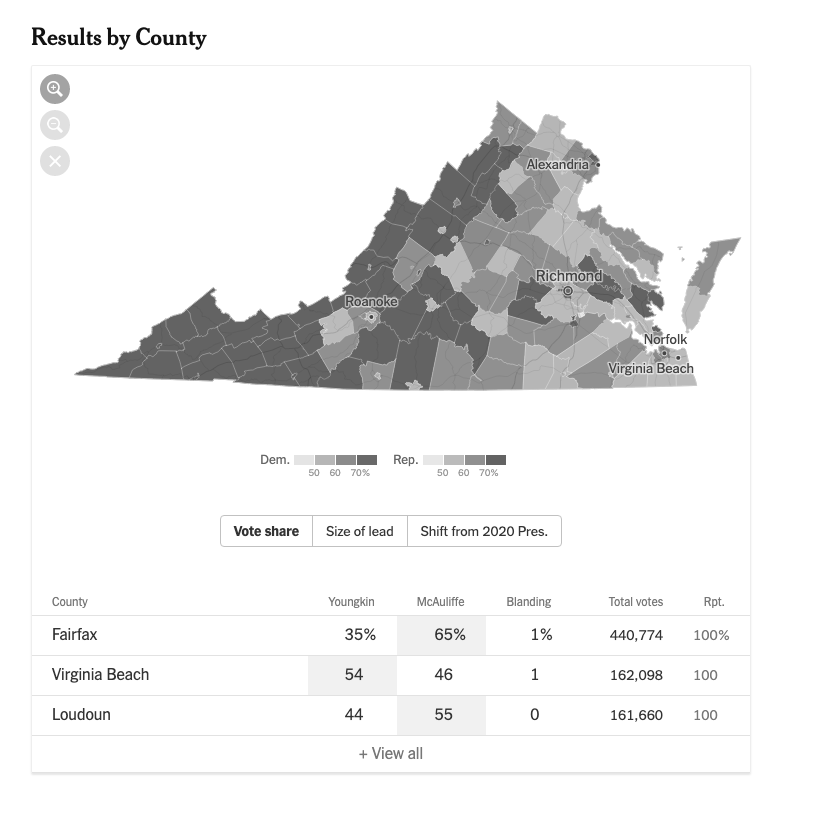 Results by County
Alexandria
Richmond
Roanoke
Norfolk
Virginia Beach
Dem. Rep.
50 60 70% 50 60 70%
Vote share Size of lead Shift from 2020 Pres.
County Youngkin McAuliffe Blanding Total votes Rpt.
Fairfax 35% 65% 1% 440,774 100%
Virginia Beach 54 46 1 162,098 100
Loudoun 44 55 0 161,660 100
+ View all